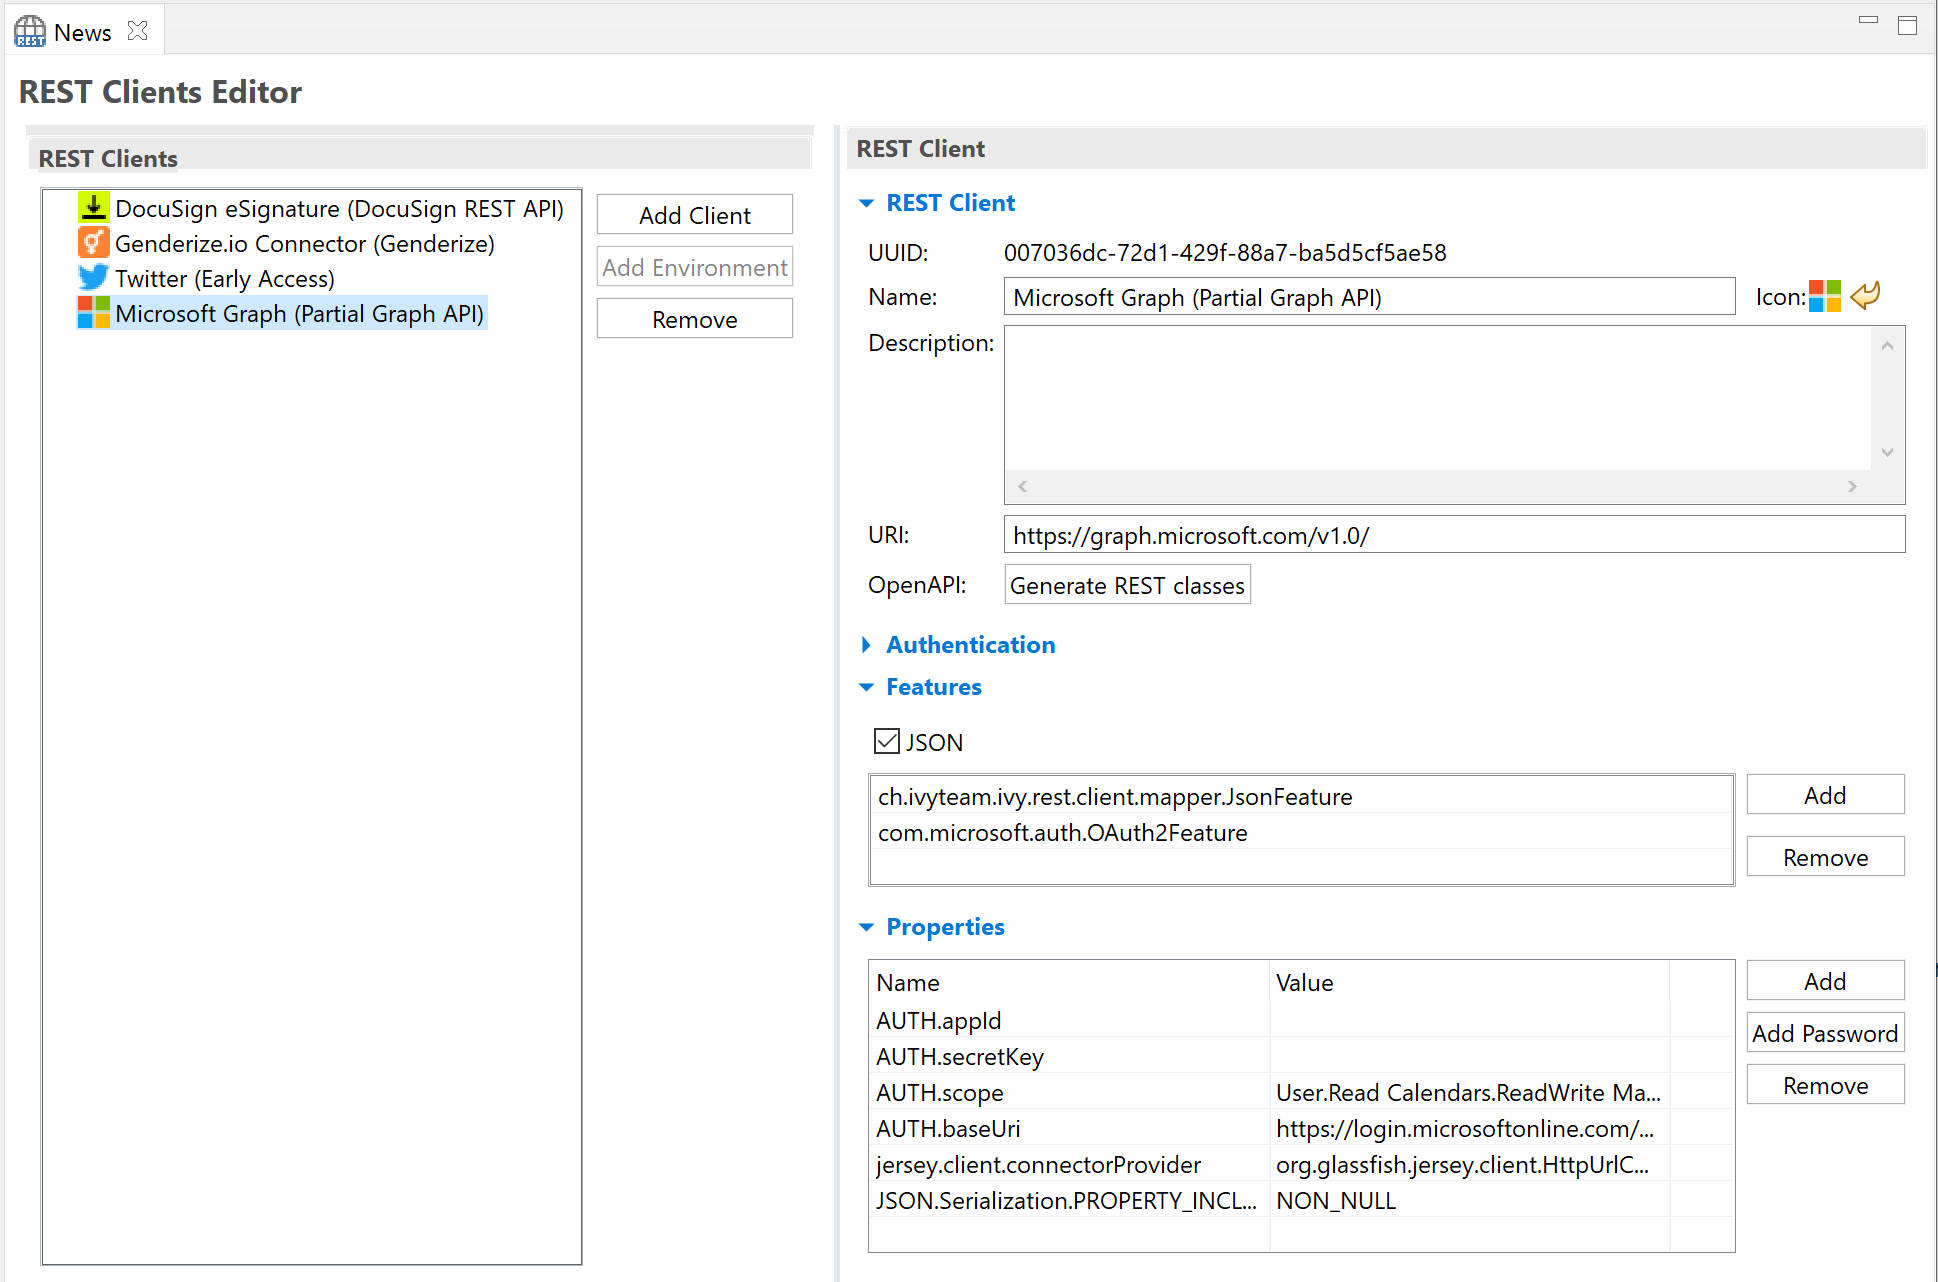 News
REST Clients Editor
REST Clients
DocuSign eSignature (DocuSign REST API)
Genderize.io Connector (Genderize)
Twitter (Early Access)
Microsoft Graph (Partial Graph API)
Add Client
Add Environment
Remove
REST Client
REST Client
UUID: 007036dc-72d1-429f-88a7-ba5d5cf5ae58
Name: Microsoft Graph (Partial Graph API) Icon:
Description:
URI: https://graph.microsoft.com/v1.0/
OpenAPI: Generate REST classes
Authentication
Features
JSON
ch.ivyteam.ivy.rest.client.mapper.JsonFeature
com.microsoft.auth.OAuth2Feature
Add
Remove
Properties
Name Value
AUTH.appId
AUTH.secretKey
AUTH.scope User.Read Calendars.ReadWrite Ma...
AUTH.baseUri https://login.microsoftonline.com/...
jersey.client.connectorProvider org.glassfish.jersey.client.HttpUrlC...
JSON.Serialization.PROPERTY_INCL... NON_NULL
Add
Add Password
Remove